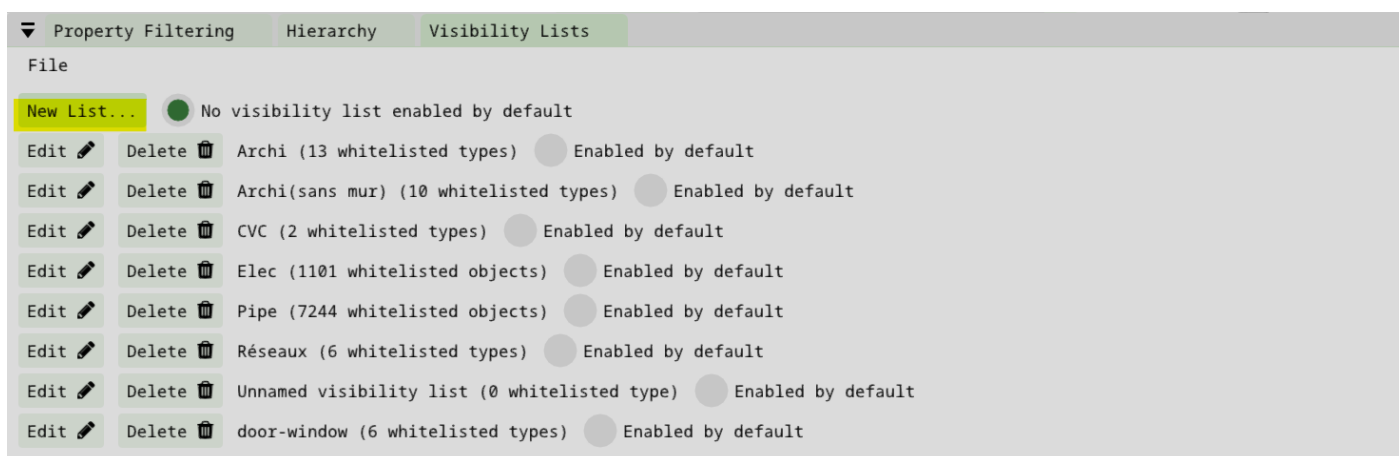 Property Filtering Hierarchy Visibility Lists
File
New List... No visibility list enabled by default
Edit Delete Archi (13 whitelisted types) Enabled by default
Edit Delete Archi(sans mur) (10 whitelisted types) Enabled by default
Edit Delete CVC (2 whitelisted types) Enabled by default
Edit Delete Elec (1101 whitelisted objects) Enabled by default
Edit Delete Pipe (7244 whitelisted objects) Enabled by default
Edit Delete Réseaux (6 whitelisted types) Enabled by default
Edit Delete Unnamed visibility list (0 whitelisted type) Enabled by default
Edit Delete door-window (6 whitelisted types) Enabled by default